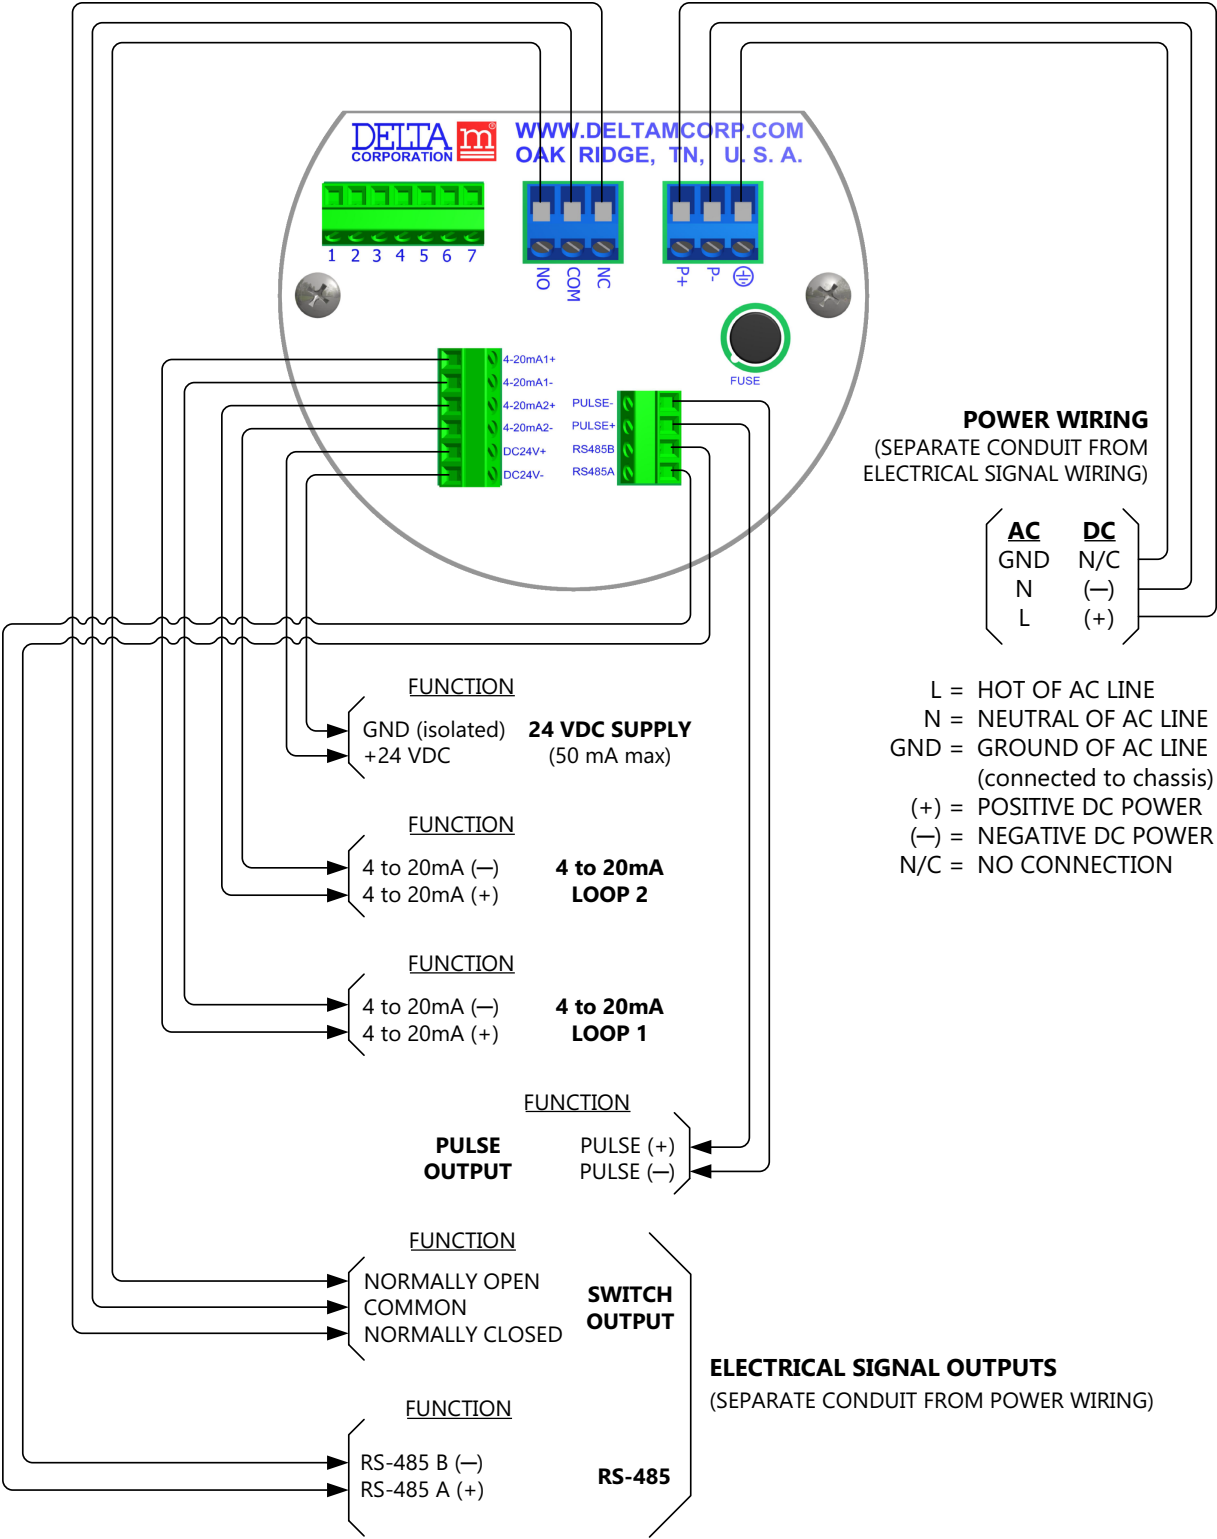 DELTA m®
CORPORATION
WWW.DELTAMCORP.COM
OAK RIDGE, TN, U. S. A.
1 2 3 4 5 6 7
NO COM NC
P+ P-
FUSE
4-20mA1+
4-20mA1-
4-20mA2+
4-20mA2-
DC24V+
DC24V-
PULSE-
PULSE+
RS485B
RS485A
POWER WIRING
(SEPARATE CONDUIT FROM
ELECTRICAL SIGNAL WIRING)
AC DC
GND N/C
N (—)
L (+)
L = HOT OF AC LINE
N = NEUTRAL OF AC LINE
GND = GROUND OF AC LINE
(connected to chassis)
(+) = POSITIVE DC POWER
(—) = NEGATIVE DC POWER
N/C = NO CONNECTION
FUNCTION
GND (isolated) 24 VDC SUPPLY
+24 VDC (50 mA max)
FUNCTION
4 to 20mA (—) 4 to 20mA
4 to 20mA (+) LOOP 2
FUNCTION
4 to 20mA (—) 4 to 20mA
4 to 20mA (+) LOOP 1
FUNCTION
PULSE PULSE (+)
OUTPUT PULSE (—)
FUNCTION
NORMALLY OPEN
COMMON
NORMALLY CLOSED
SWITCH
OUTPUT
ELECTRICAL SIGNAL OUTPUTS
(SEPARATE CONDUIT FROM POWER WIRING)
FUNCTION
RS-485 B (—)
RS-485 A (+)
RS-485